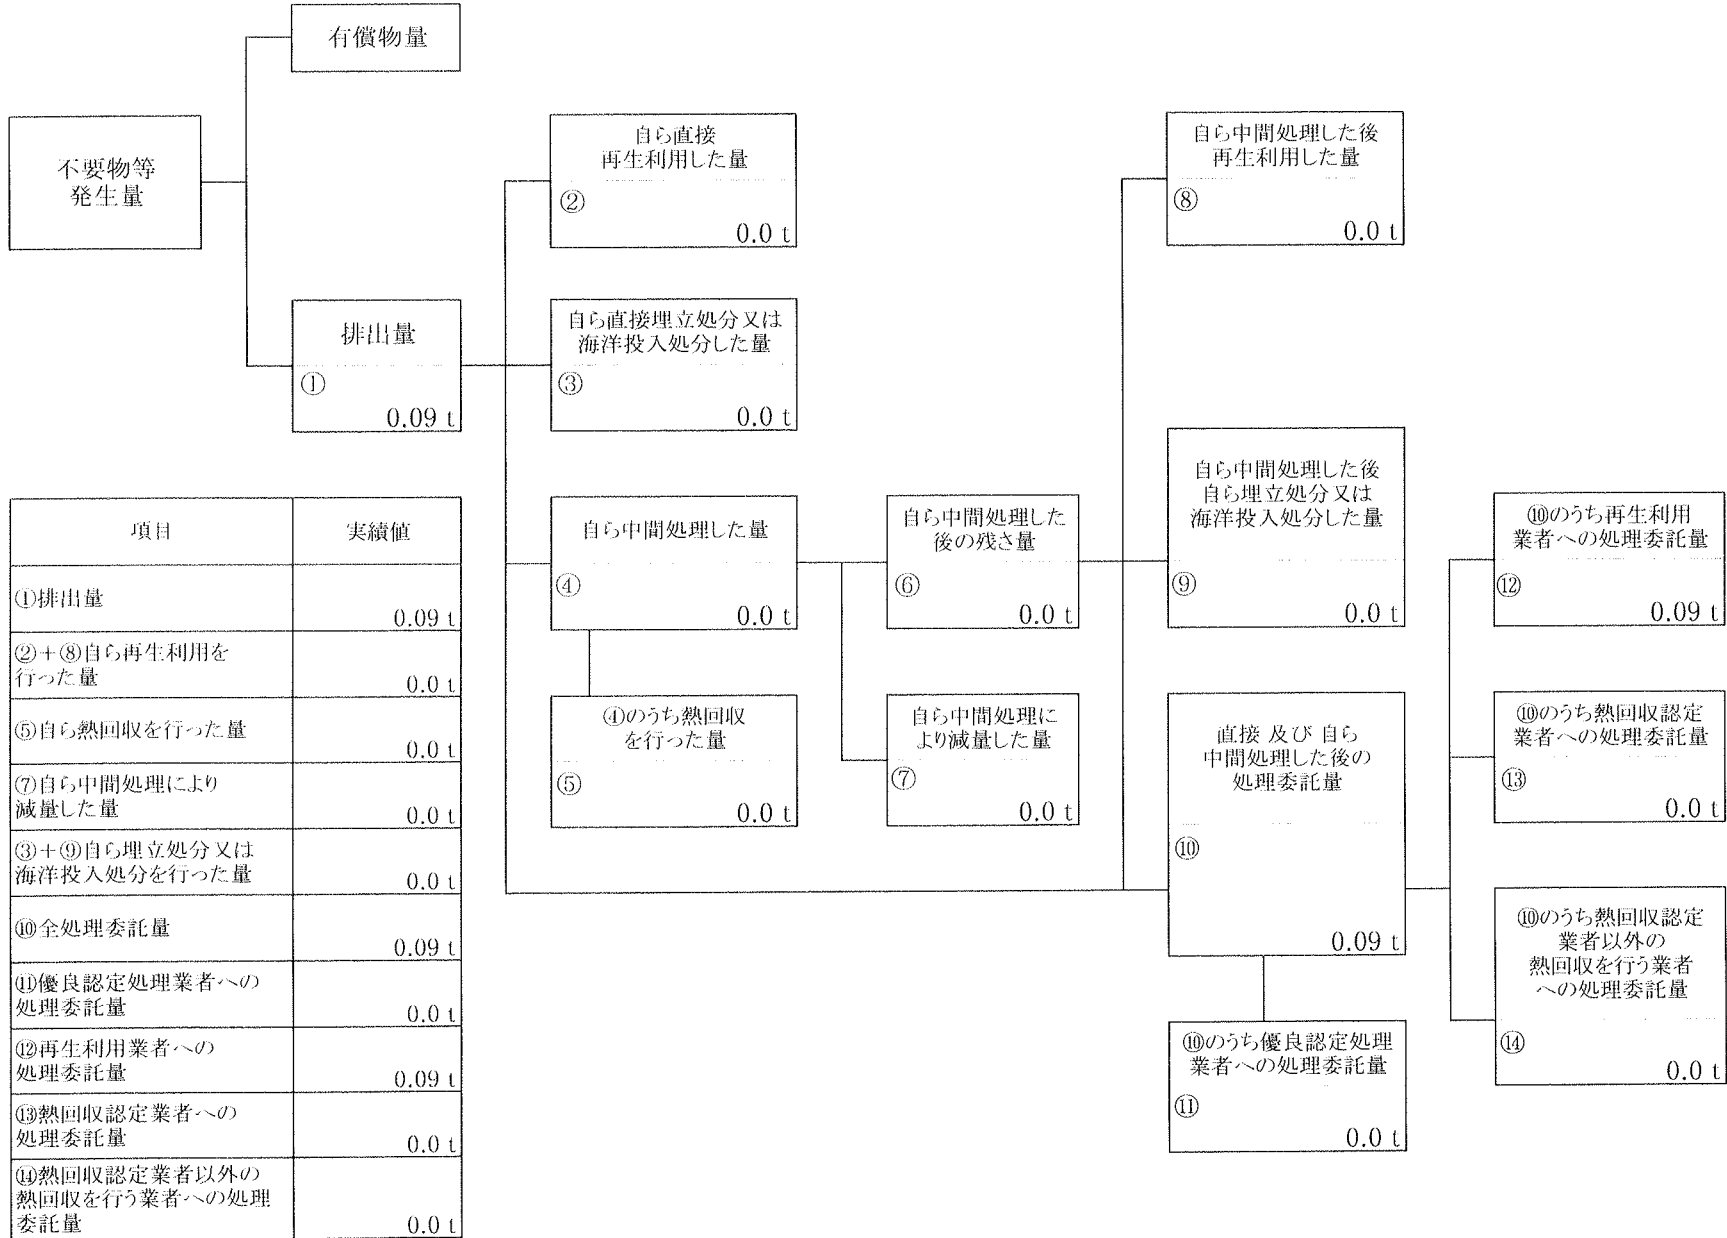 有償物量
不要物等
発生量
排出量
①
0.09 t
自ら直接
再生利用した量
②
0.0 t
自ら直接埋立処分又は
海洋投入処分した量
③
0.0 t
自ら中間処理した量
④
0.0 t
④のうち熱回収
を行った量
⑤
0.0 t
自ら中間処理した
後の残さ量
⑥
0.0 t
自ら中間処理に
より減量した量
⑦
0.0 t
自ら中間処理した後
再生利用した量
⑧
0.0 t
自ら中間処理した後
自ら埋立処分又は
海洋投入処分した量
⑨
0.0 t
直接 及び 自ら
中間処理した後の
処理委託量
⑩
0.09 t
⑩のうち優良認定処理
業者への処理委託量
⑪
0.0 t
⑩のうち再生利用
業者への処理委託量
⑫
0.09 t
⑩のうち熱回収認定
業者への処理委託量
⑬
0.0 t
⑩のうち熱回収認定
業者以外の
熱回収を行う業者
への処理委託量
⑭
0.0 t
項目 実績値
①排出量
0.09 t
②+⑧自ら再生利用を
行った量
0.0 t
⑤自ら熱回収を行った量
0.0 t
⑦自ら中間処理により
減量した量
0.0 t
③+⑨自ら埋立処分又は
海洋投入処分を行った量
0.0 t
⑩全処理委託量
0.09 t
⑪優良認定処理業者への
処理委託量
0.0 t
⑫再生利用業者への
処理委託量
0.09 t
⑬熱回収認定業者への
処理委託量
0.0 t
⑭熱回収認定業者以外の
熱回収を行う業者への処理
委託量
0.0 t